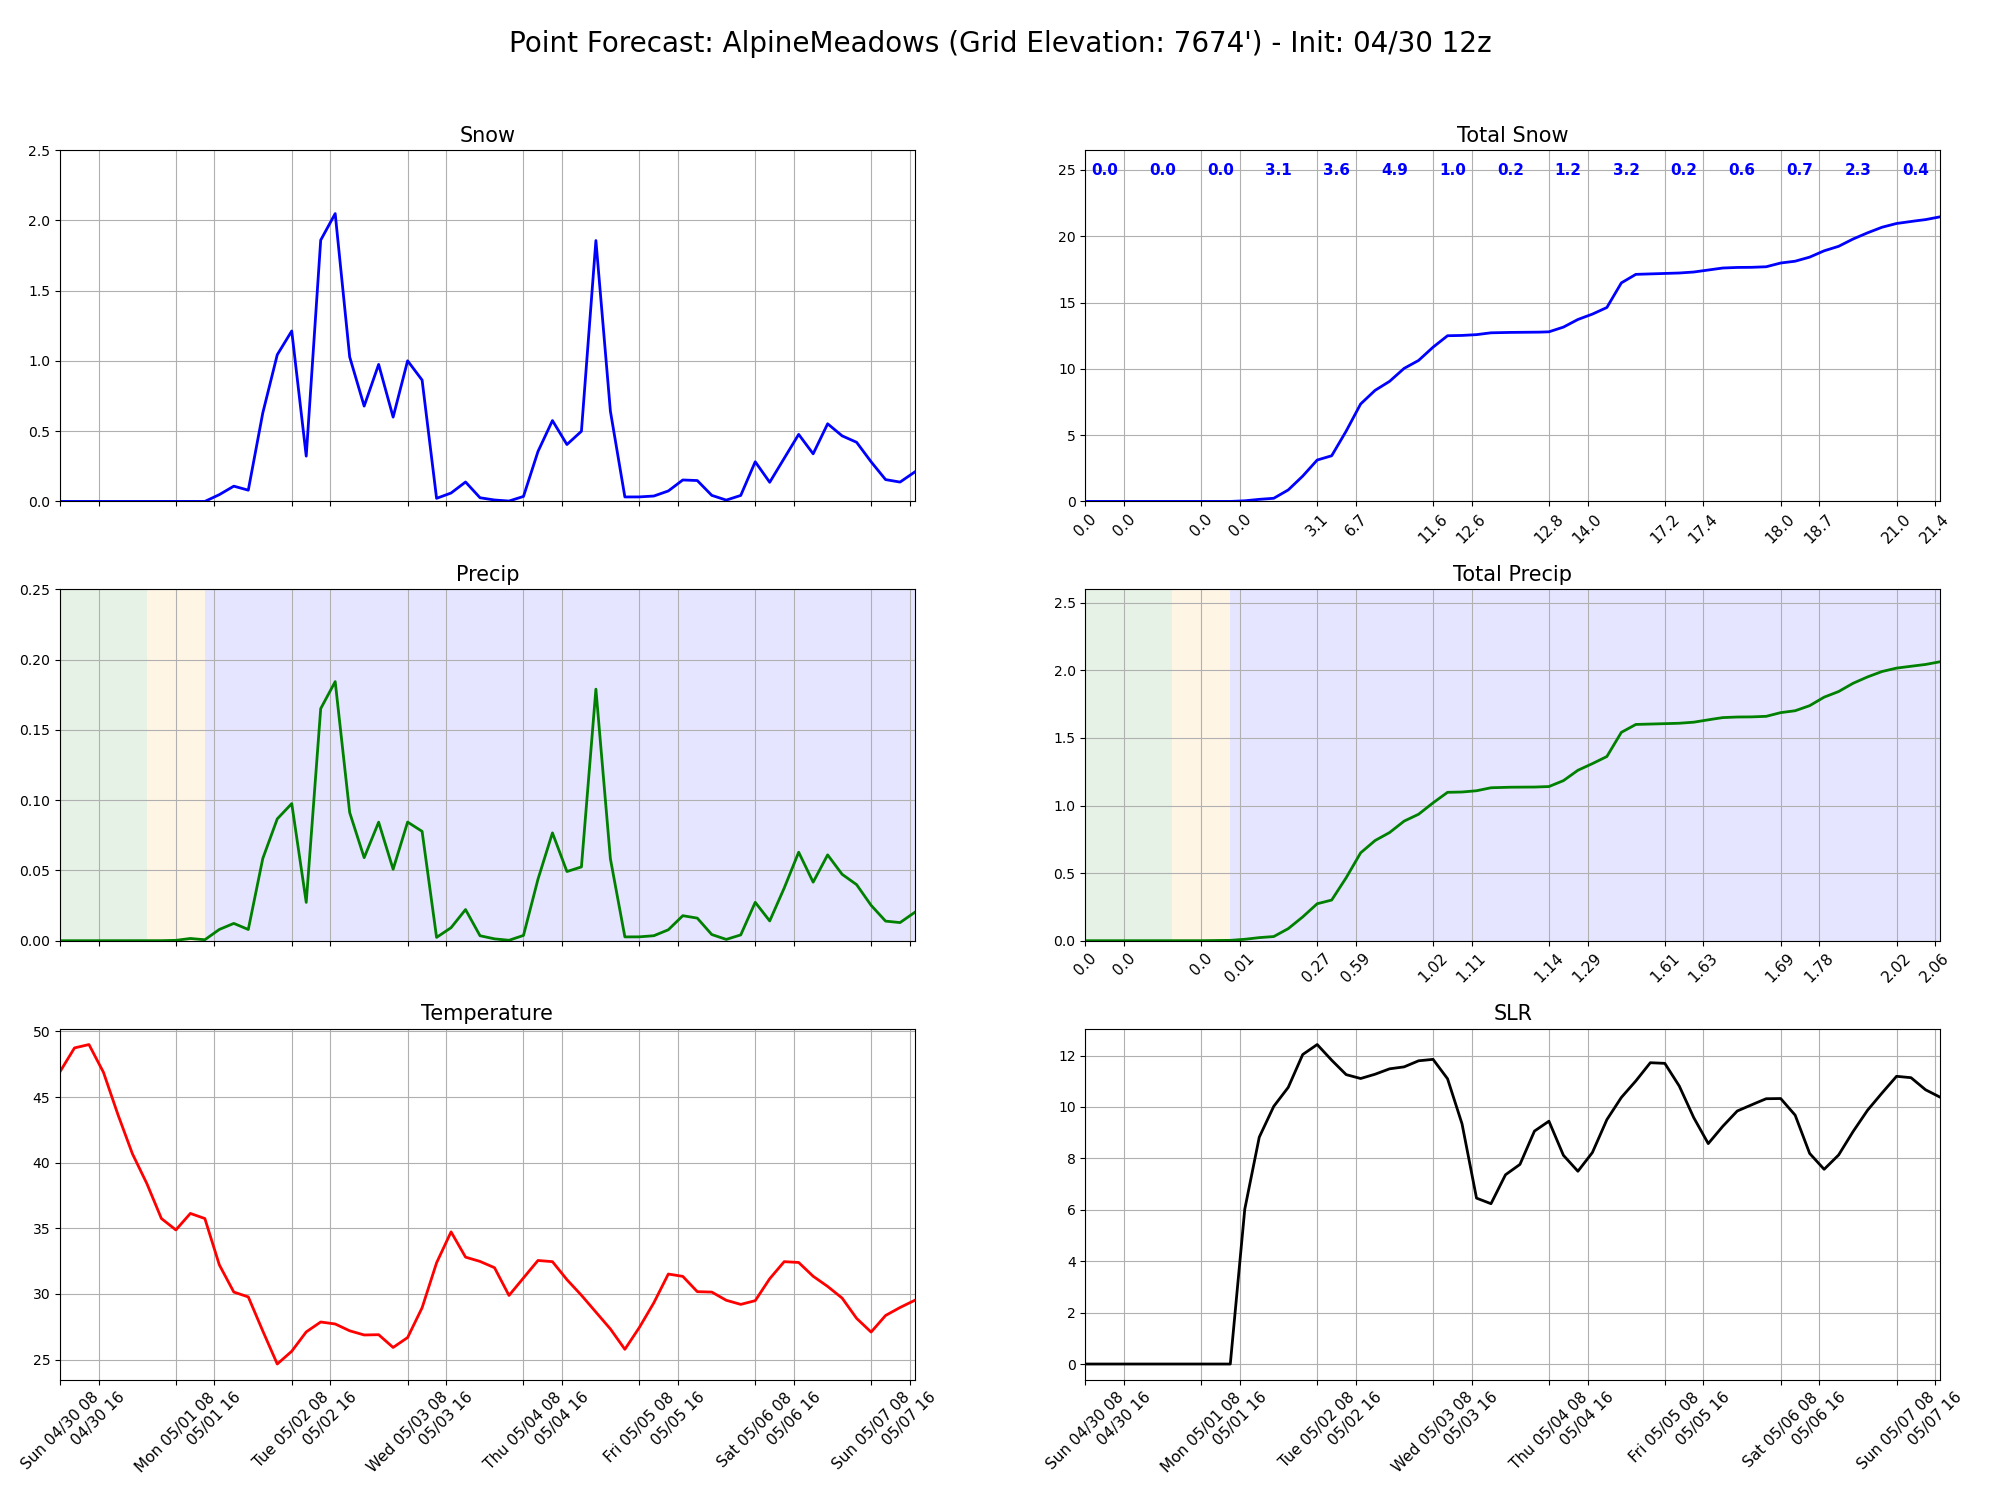 Point Forecast: AlpineMeadows (Grid Elevation: 7674') - Init: 04/30 12z
Snow
2.5
2.0
1.5
1.0
0.5
0.0
Total Snow
0.0 0.0 0.0 3.1 3.6 4.9 1.0 0.2 1.2 3.2 0.2 0.6 0.7 2.3 0.4
25
20
15
10
5
0
0.0 0.0 0.0 0.0 3.1 6.7 11.6 12.6 12.8 14.0 17.2 17.4 18.0 18.7 21.0 21.4
Precip
0.25
0.20
0.15
0.10
0.05
0.00
Total Precip
2.5
2.0
1.5
1.0
0.5
0.0
0.0 0.0 0.0 0.01 0.27 0.59 1.02 1.11 1.14 1.29 1.61 1.63 1.69 1.78 2.02 2.06
Temperature
50
45
40
35
30
25
Sun 04/30 08
04/30 16
Mon 05/01 08
05/01 16
Tue 05/02 08
05/02 16
Wed 05/03 08
05/03 16
Thu 05/04 08
05/04 16
Fri 05/05 08
05/05 16
Sat 05/06 08
05/06 16
Sun 05/07 08
05/07 16
SLR
12
10
8
6
4
2
0
Sun 04/30 08
04/30 16
Mon 05/01 08
05/01 16
Tue 05/02 08
05/02 16
Wed 05/03 08
05/03 16
Thu 05/04 08
05/04 16
Fri 05/05 08
05/05 16
Sat 05/06 08
05/06 16
Sun 05/07 08
05/07 16